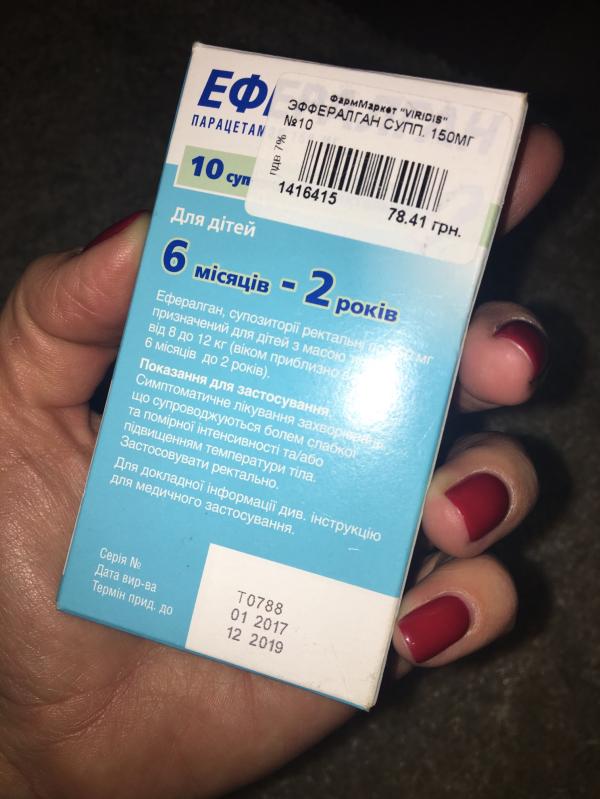 ФармМаркет "VIRIDIS"
ЭФФЕРАЛГАН СУПП. 150МГ
№10
ПДВ 7%
1416415
78.41 грн.
10
Для дітей
6 місяців - 2 років
Ефералган, супозиторії ректальні мг
призначений для дітей з масою
від 8 до 12 кг (віком приблизно
6 місяців до 2 років).
Показання для застосування
Симптоматичне лікування захворювань
що супроводжуються болем слабкої
та помірної інтенсивності та/або
підвищенням температури тіла.
Застосовувати ректально.
Для докладної інформації див. інструкцію
для медичного застосування.
Серія № T0788
Дата вир-ва 01 2017
Термін прид. до 12 2019